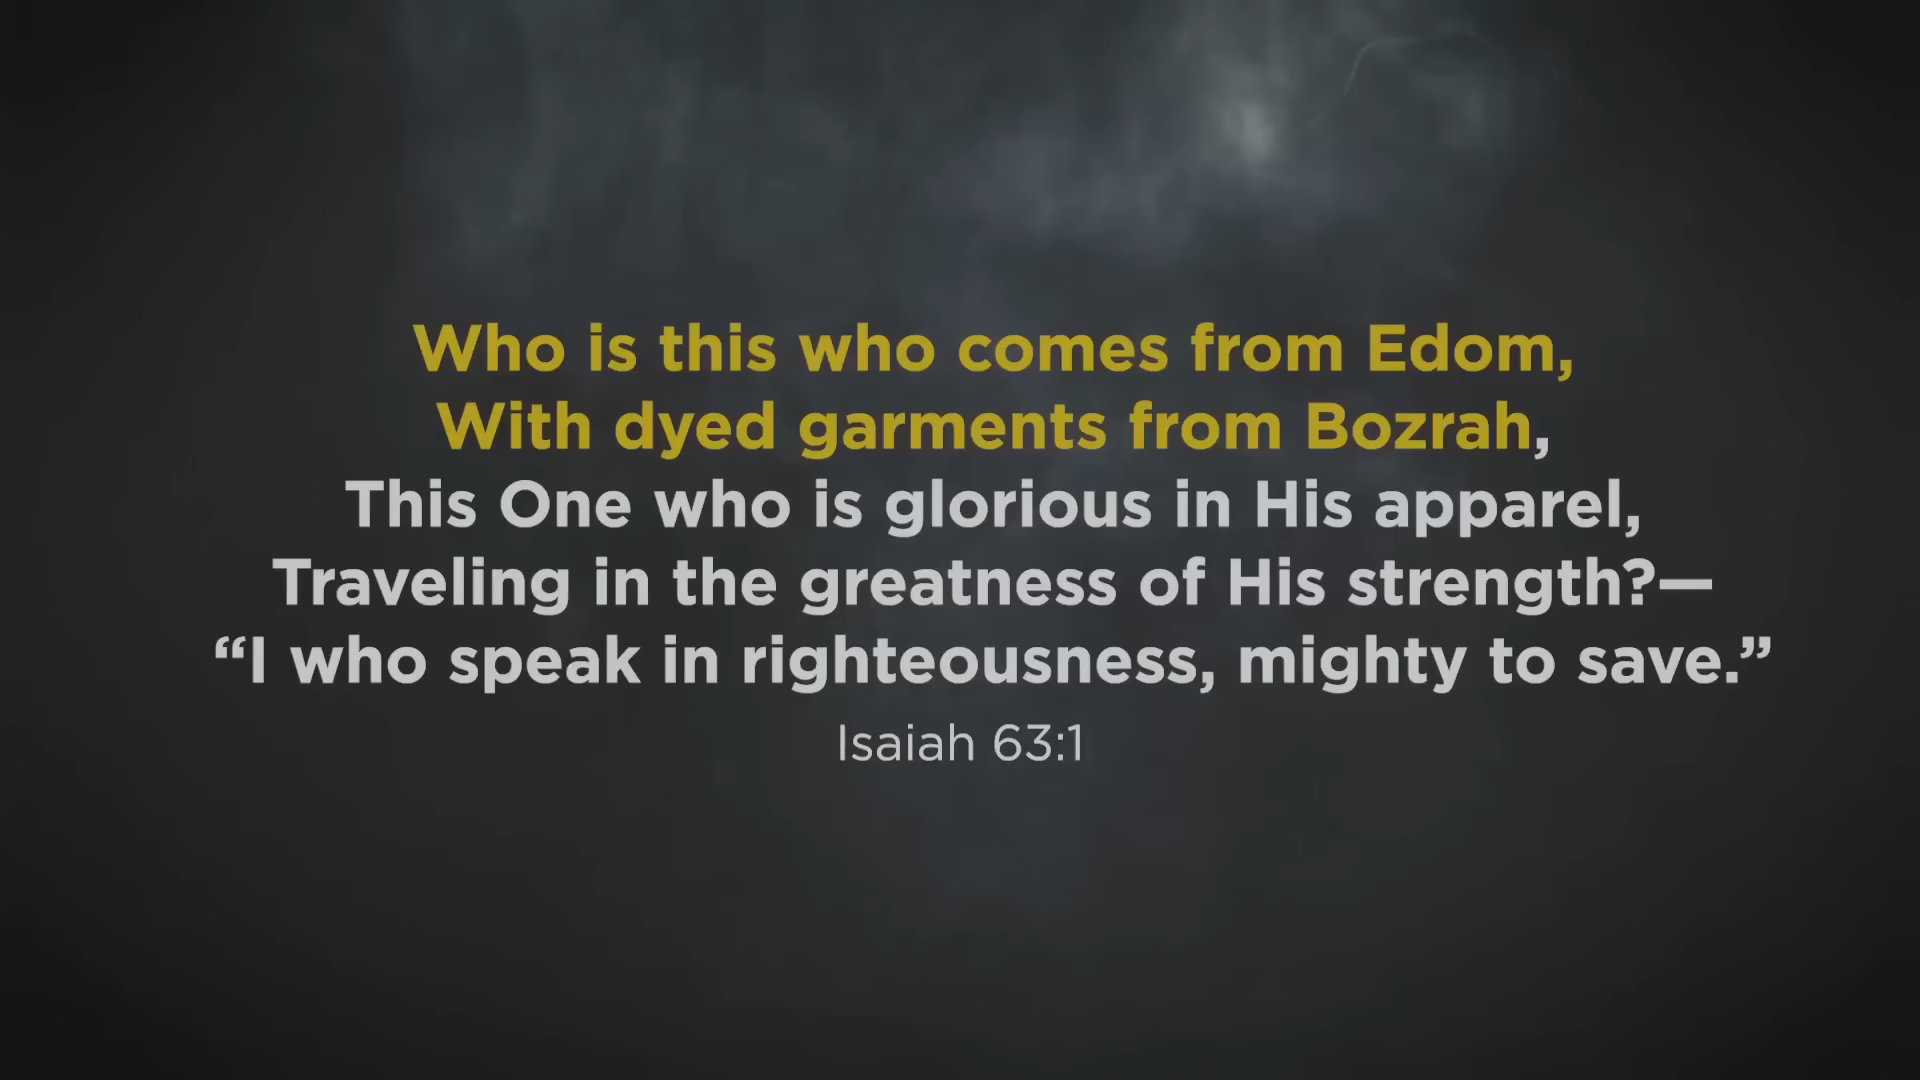 Who is this who comes from Edom,
With dyed garments from Bozrah,
This One who is glorious in His apparel,
Traveling in the greatness of His strength?—
“I who speak in righteousness, mighty to save.”
Isaiah 63:1